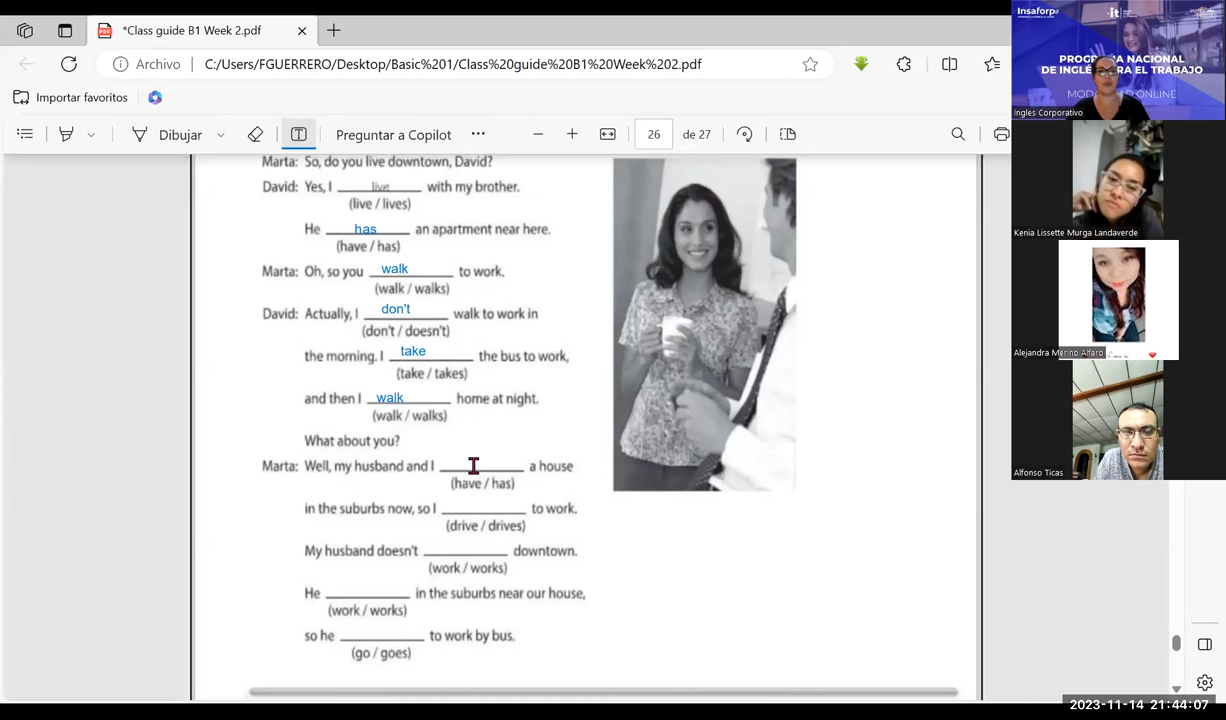 *Class guide B1 Week 2.pdf
Archivo C:/Users/FGUERRERO/Desktop/Basic%201/Class%20guide%20B1%20Week%202.pdf
Importar favoritos
Dibujar Preguntar a Copilot 26 de 27
Marta: So, do you live downtown, David?
David: Yes, I live with my brother.
(live / lives)
He has an apartment near here.
(have / has)
Marta: Oh, so you walk to work.
(walk / walks)
David: Actually, I don't walk to work in
(don't / doesn't)
the morning. I take the bus to work,
(take / takes)
and then I walk home at night.
(walk / walks)
What about you?
Marta: Well, my husband and I ________ a house
(have / has)
in the suburbs now, so I ________ to work.
(drive / drives)
My husband doesn't ________ downtown.
(work / works)
He ________ in the suburbs near our house,
(work / works)
so he ________ to work by bus.
(go / goes)
Insaforp it
PROGRAMA NACIONAL
DE INGLÉS PARA EL TRABAJO
Ingles Corporativo
Kenia Lissette Murga Landaverde
Alejandra Merino Alfaro
Alfonso Ticas
2023-11-14 21:44:07